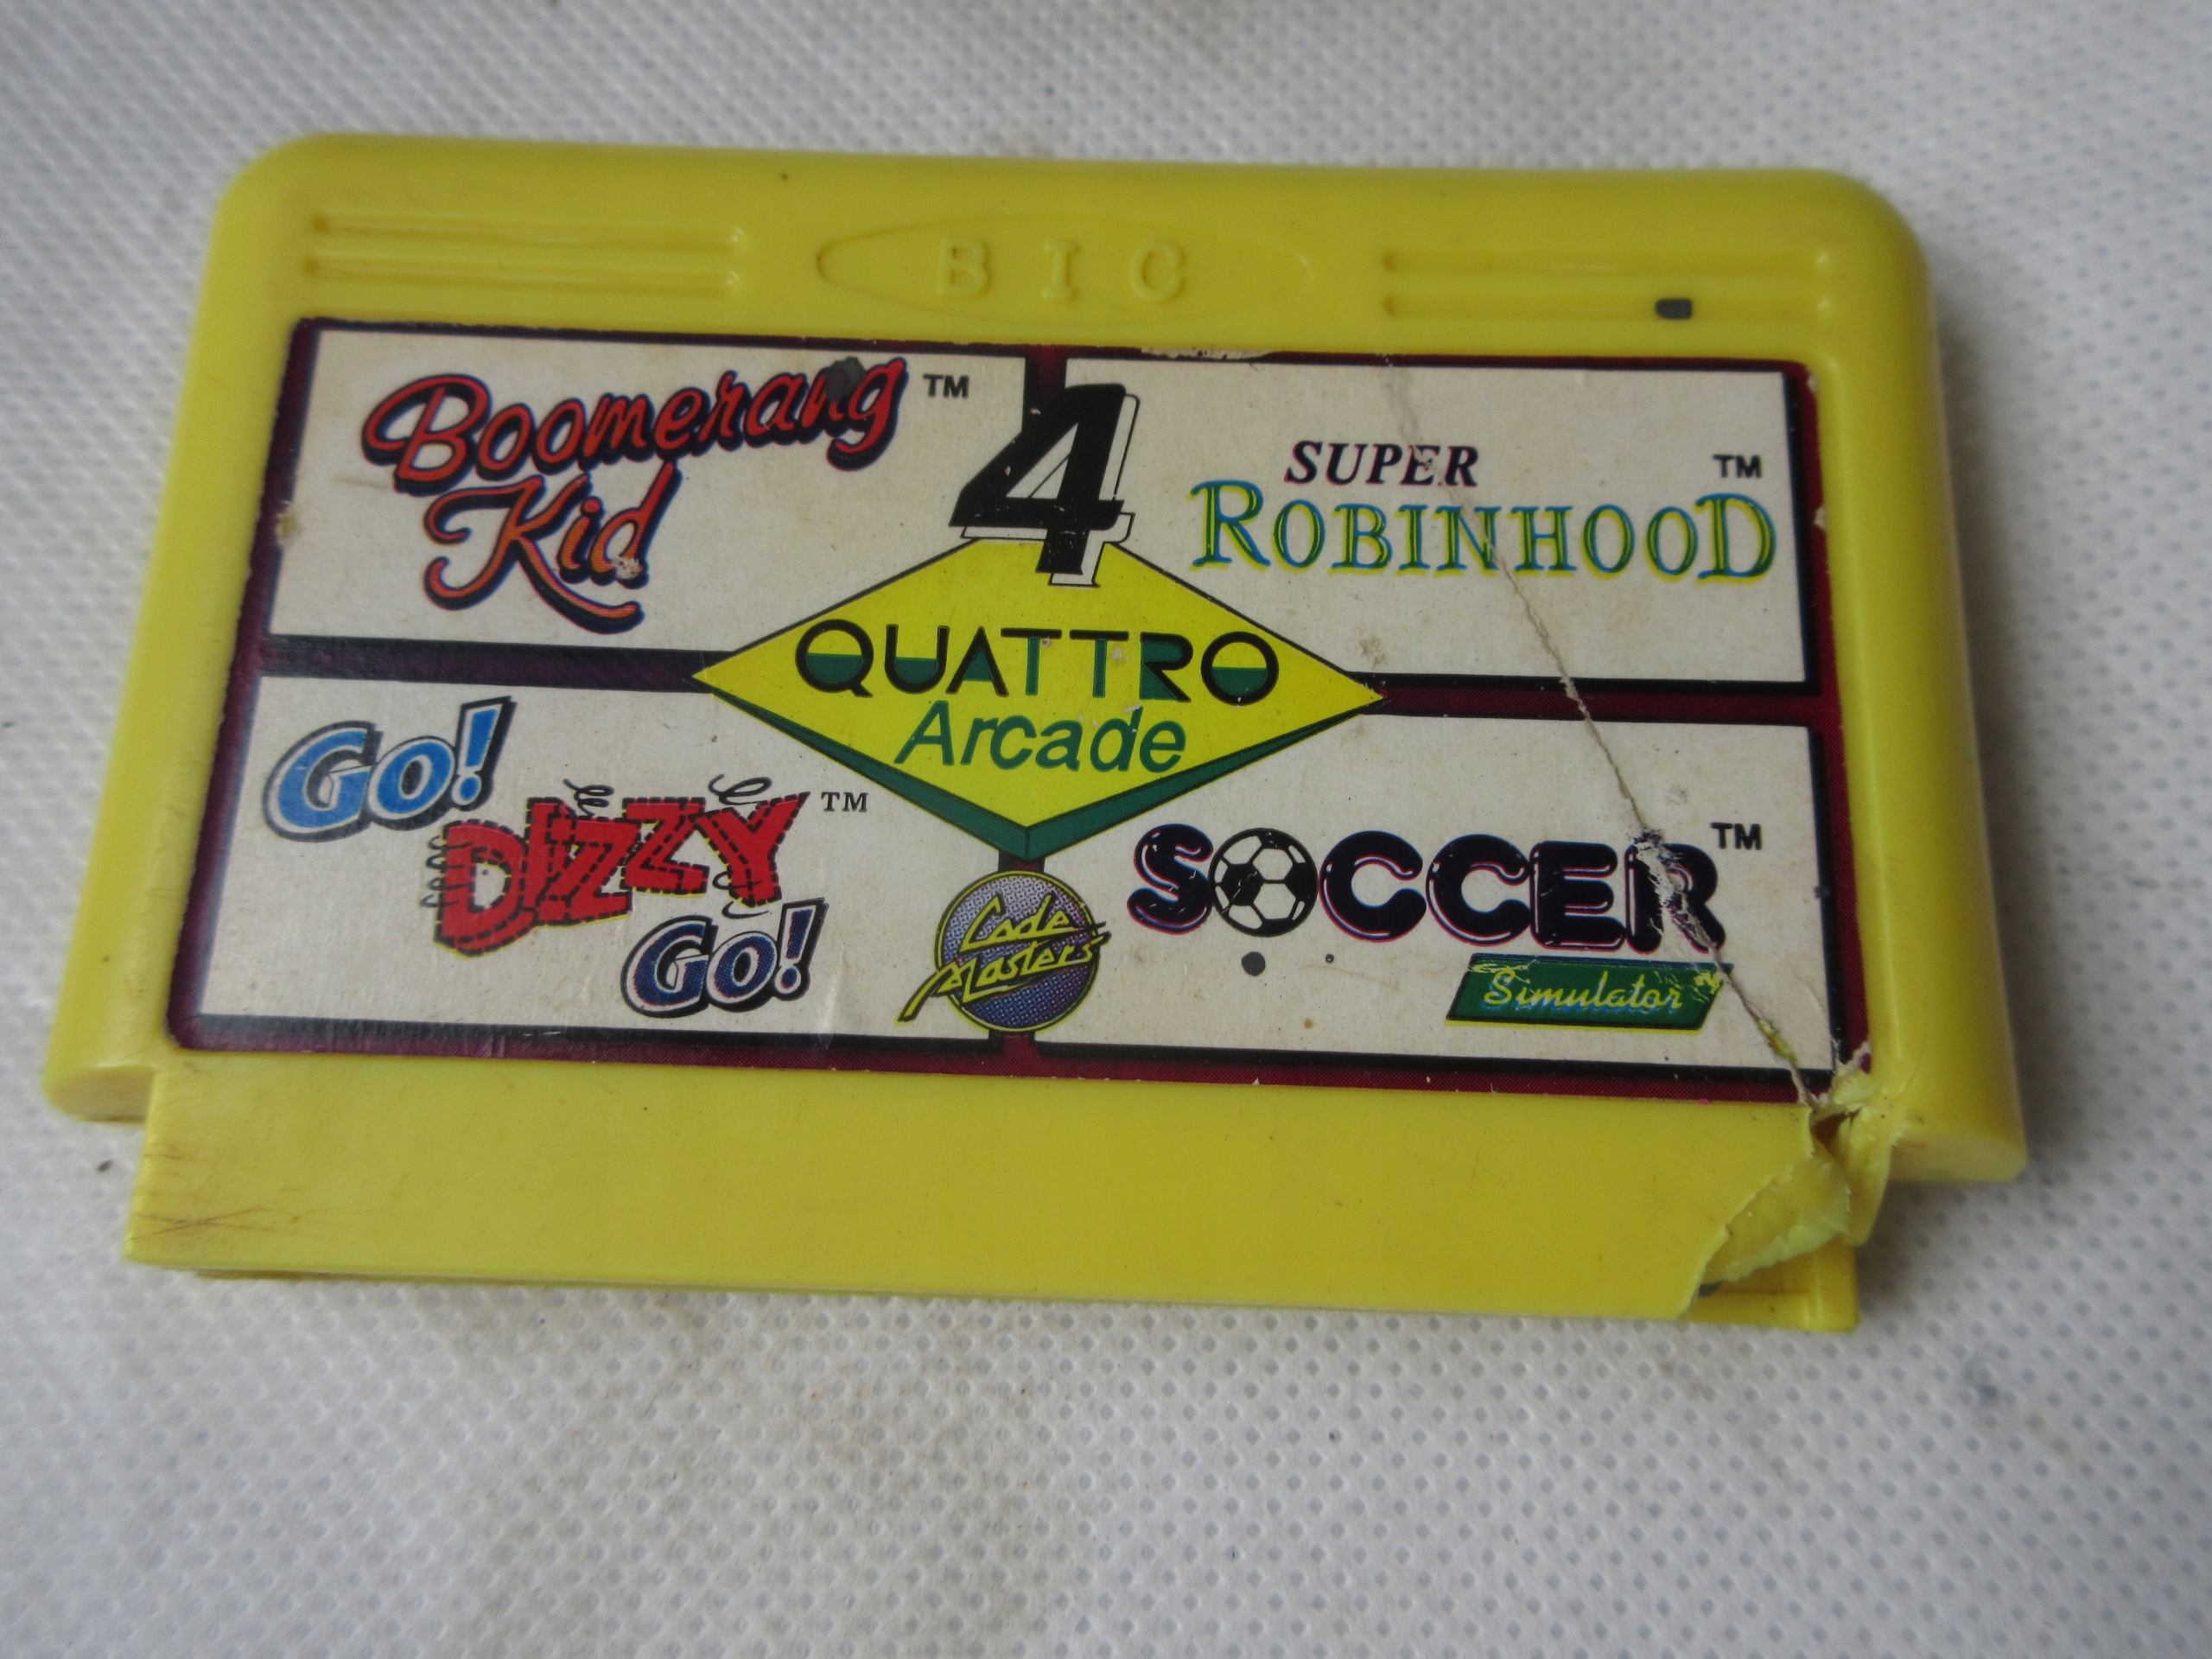 BIC
Boomerang TM
Kid
4
SUPER
ROBINHOOD TM
QUATTRO
Arcade
Go!
DIZZY TM
Go!
Code
Masters
SOCCER TM
Simulator